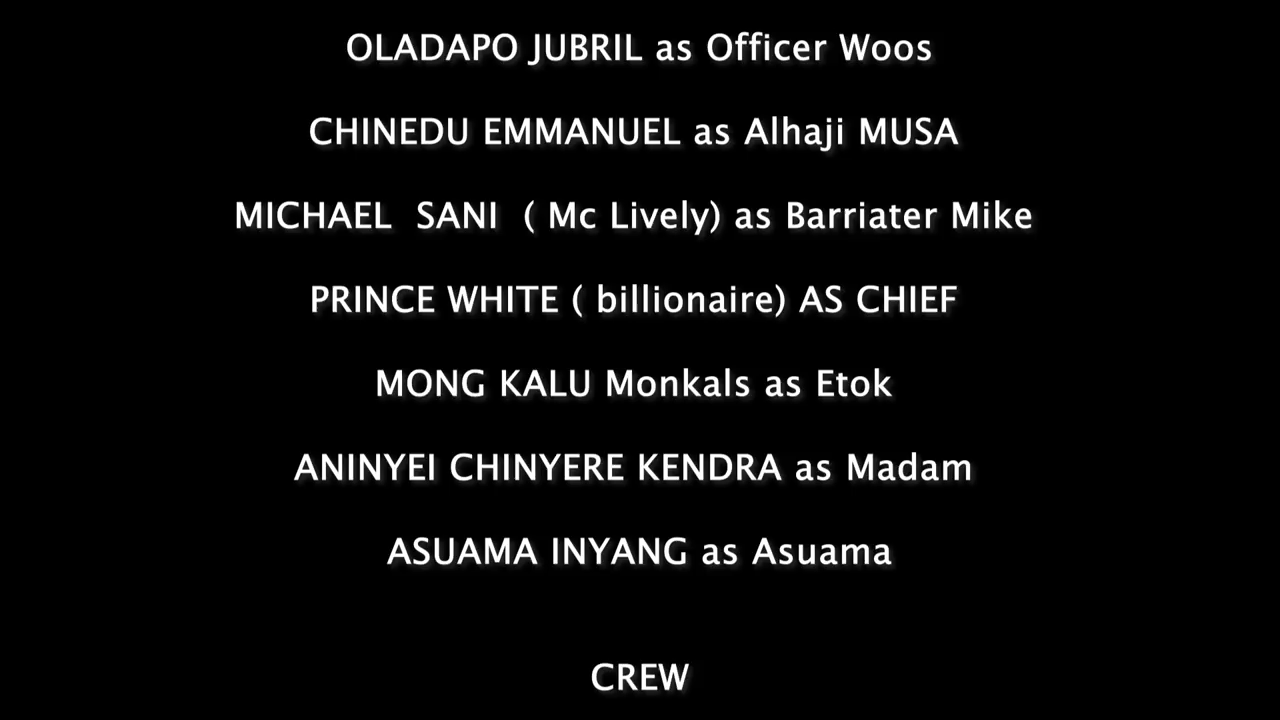 OLADAPO JUBRIL as Officer Woos
CHINEDU EMMANUEL as Alhaji MUSA
MICHAEL  SANI  ( Mc Lively) as Barriater Mike
PRINCE WHITE ( billionaire) AS CHIEF
MONG KALU Monkals as Etok
ANINYEI CHINYERE KENDRA as Madam
ASUAMA INYANG as Asuama
CREW